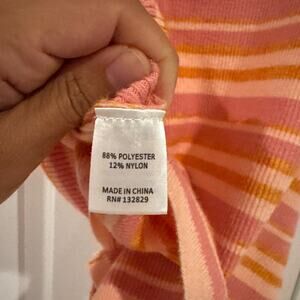 88% POLYESTER
12% NYLON
MADE IN CHINA
RN# 132829